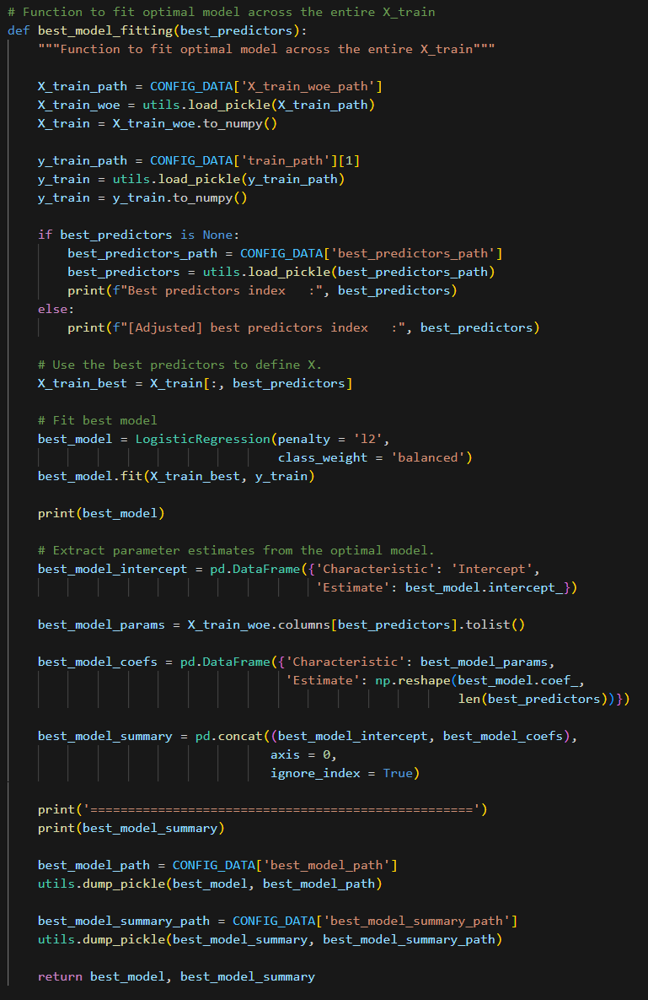 # Function to fit optimal model across the entire X_train
def best_model_fitting(best_predictors):
    """Function to fit optimal model across the entire X_train"""

    X_train_path = CONFIG_DATA['X_train_woe_path']
    X_train_woe = utils.load_pickle(X_train_path)
    X_train = X_train_woe.to_numpy()

    y_train_path = CONFIG_DATA['train_path'][1]
    y_train = utils.load_pickle(y_train_path)
    y_train = y_train.to_numpy()

    if best_predictors is None:
        best_predictors_path = CONFIG_DATA['best_predictors_path']
        best_predictors = utils.load_pickle(best_predictors_path)
        print(f"Best predictors index   :", best_predictors)
    else:
        print(f"[Adjusted] best predictors index   :", best_predictors)

    # Use the best predictors to define X.
    X_train_best = X_train[:, best_predictors]

    # Fit best model
    best_model = LogisticRegression(penalty = 'l2',
                                    class_weight = 'balanced')
    best_model.fit(X_train_best, y_train)

    print(best_model)

    # Extract parameter estimates from the optimal model.
    best_model_intercept = pd.DataFrame({'Characteristic': 'Intercept',
                                         'Estimate': best_model.intercept_})

    best_model_params = X_train_woe.columns[best_predictors].tolist()

    best_model_coefs = pd.DataFrame({'Characteristic': best_model_params,
                                     'Estimate': np.reshape(best_model.coef_,
                                                            len(best_predictors))})

    best_model_summary = pd.concat((best_model_intercept, best_model_coefs),
                                   axis = 0,
                                   ignore_index = True)

    print('===================================================')
    print(best_model_summary)

    best_model_path = CONFIG_DATA['best_model_path']
    utils.dump_pickle(best_model, best_model_path)

    best_model_summary_path = CONFIG_DATA['best_model_summary_path']
    utils.dump_pickle(best_model_summary, best_model_summary_path)

    return best_model, best_model_summary